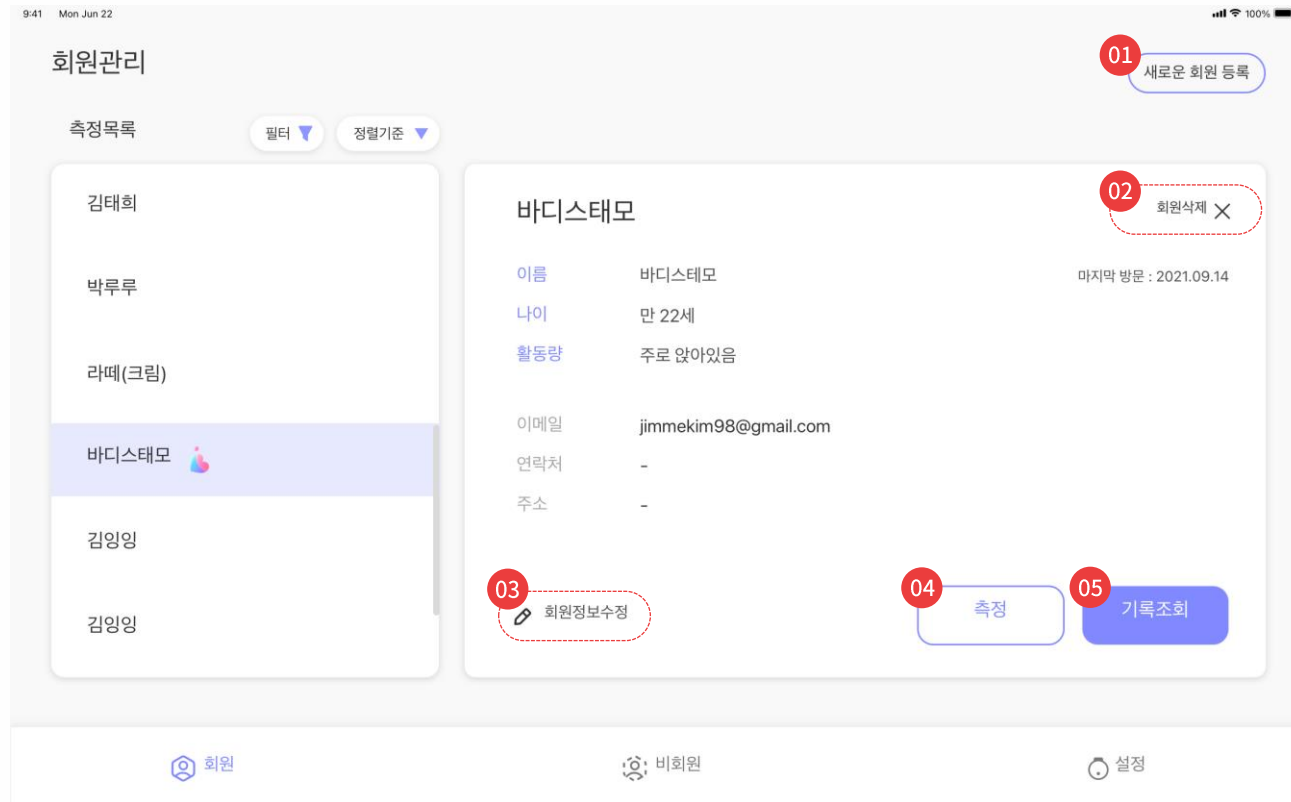 9:41 Mon Jun 22
100%
회원관리
01
새로운 회원 등록
측정목록
필터
정렬기준
김태희
박루루
라떼(크림)
바디스태모
김잉잉
김잉잉
바디스태모
02
회원삭제
이름 바디스테모
마지막 방문 : 2021.09.14
나이 만 22세
활동량 주로 앉아있음
이메일 jimmekim98@gmail.com
연락처 -
주소 -
03
회원정보수정
04
측정
05
기록조회
회원
비회원
설정